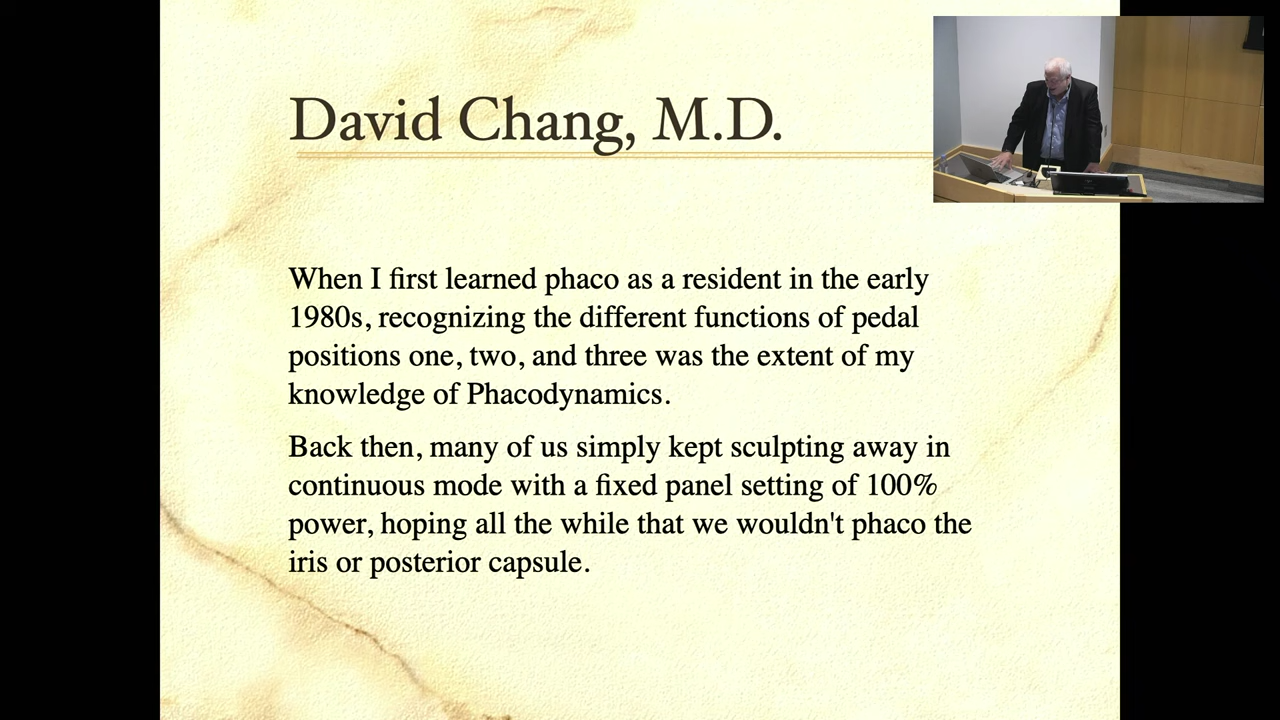 David Chang, M.D.
When I first learned phaco as a resident in the early
1980s, recognizing the different functions of pedal
positions one, two, and three was the extent of my
knowledge of Phacodynamics.
Back then, many of us simply kept sculpting away in
continuous mode with a fixed panel setting of 100%
power, hoping all the while that we wouldn't phaco the
iris or posterior capsule.